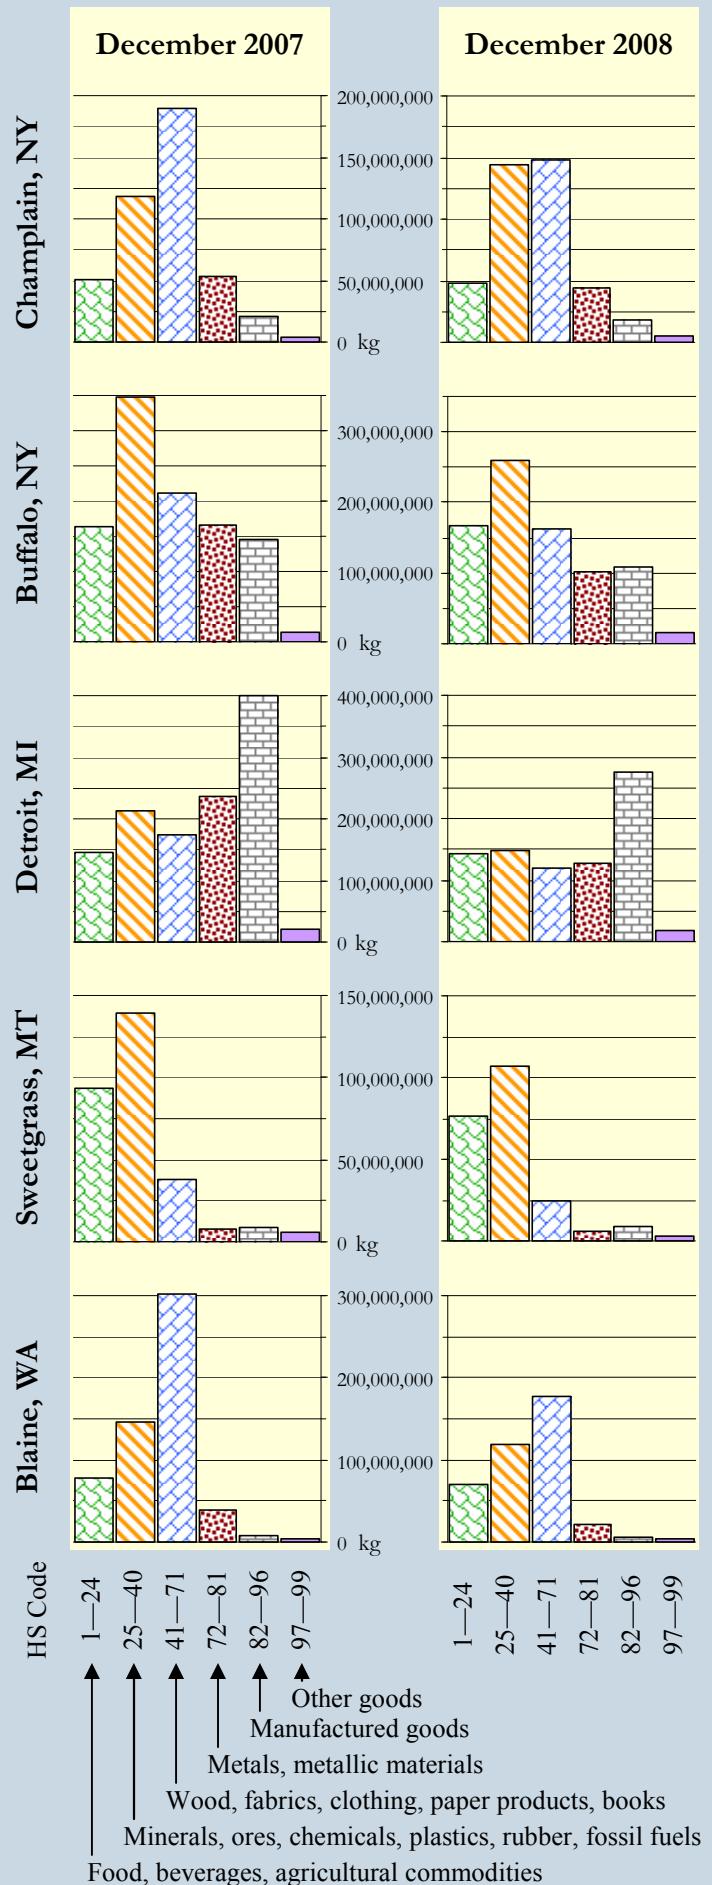 December 2007
December 2008
Champlain, NY
200,000,000
150,000,000
100,000,000
50,000,000
0 kg
Buffalo, NY
300,000,000
200,000,000
100,000,000
0 kg
Detroit, MI
400,000,000
300,000,000
200,000,000
100,000,000
0 kg
Sweetgrass, MT
150,000,000
100,000,000
50,000,000
0 kg
Blaine, WA
300,000,000
200,000,000
100,000,000
0 kg
HS Code
1—24
25—40
41—71
72—81
82—96
97—99
1—24
25—40
41—71
72—81
82—96
97—99
Other goods
Manufactured goods
Metals, metallic materials
Wood, fabrics, clothing, paper products, books
Minerals, ores, chemicals, plastics, rubber, fossil fuels
Food, beverages, agricultural commodities